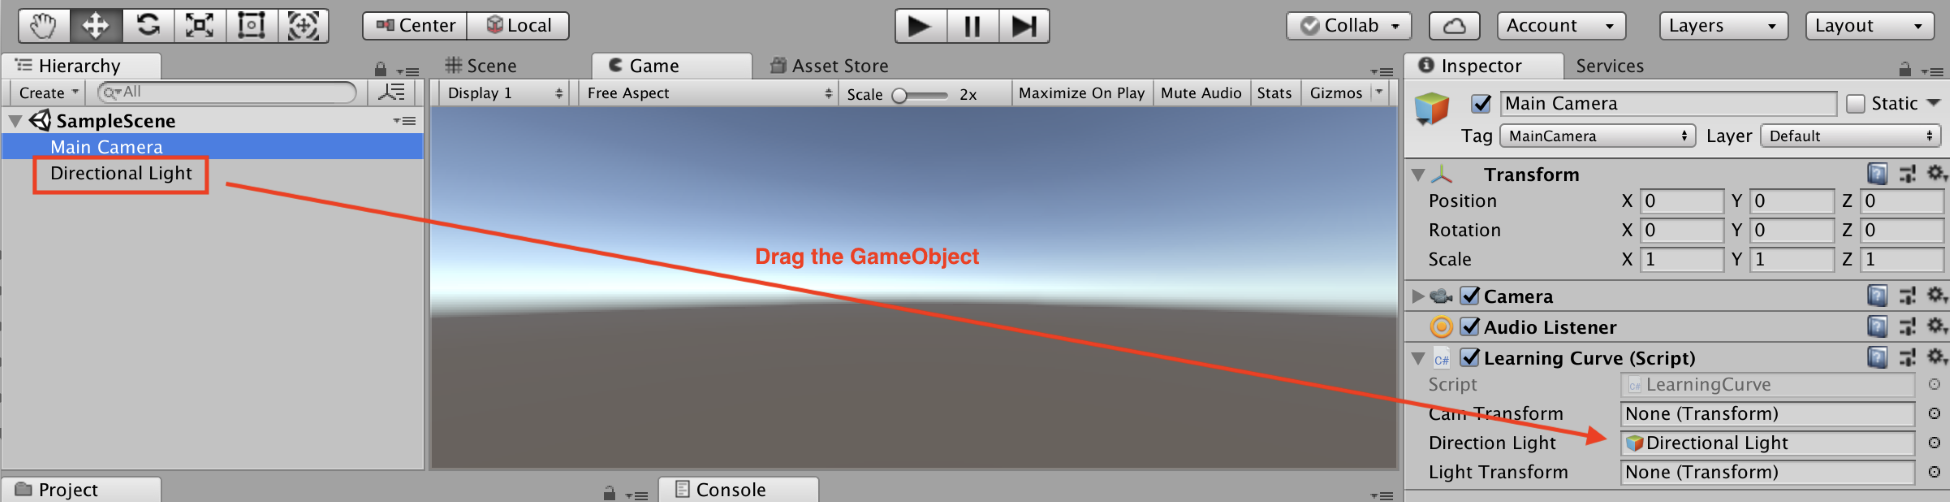 Center Local Collab Account Layers Layout
Hierarchy Scene Game Asset Store Inspector Services
Create All Display 1 Free Aspect Scale 2x Maximize On Play Mute Audio Stats Gizmos
Main Camera Static
SampleScene
Tag MainCamera Layer Default
Main Camera
Directional Light
Transform
Position X 0 Y 0 Z 0
Rotation X 0 Y 0 Z 0
Drag the GameObject
Scale X 1 Y 1 Z 1
Camera
Audio Listener
C# Learning Curve (Script)
Script LearningCurve
Cam Transform None (Transform)
Direction Light Directional Light
Light Transform None (Transform)
Project Console